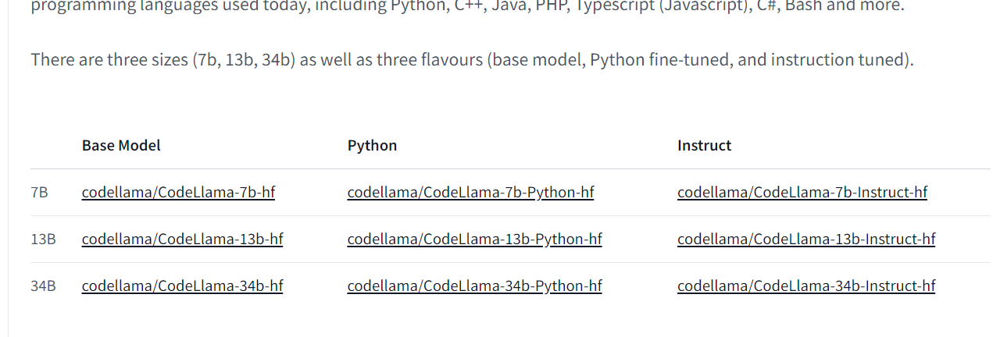 programming languages used today, including Python, C++, Java, PHP, Typescript (Javascript), C#, Bash and more.
There are three sizes (7b, 13b, 34b) as well as three flavours (base model, Python fine-tuned, and instruction tuned).
Base Model Python Instruct
7B codellama/CodeLlama-7b-hf codellama/CodeLlama-7b-Python-hf codellama/CodeLlama-7b-Instruct-hf
13B codellama/CodeLlama-13b-hf codellama/CodeLlama-13b-Python-hf codellama/CodeLlama-13b-Instruct-hf
34B codellama/CodeLlama-34b-hf codellama/CodeLlama-34b-Python-hf codellama/CodeLlama-34b-Instruct-hf